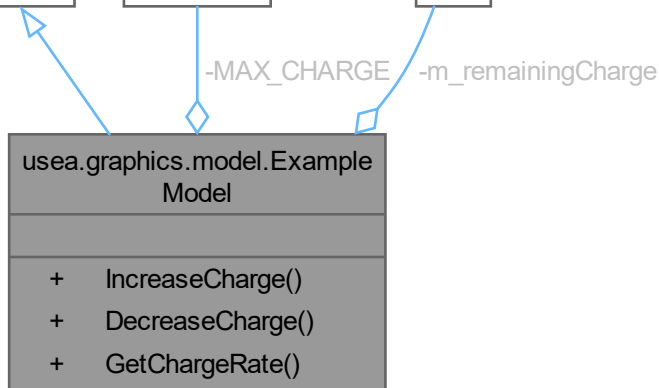 -MAX_CHARGE -m_remainingCharge
usea.graphics.model.Example
Model
+ IncreaseCharge()
+ DecreaseCharge()
+ GetChargeRate()